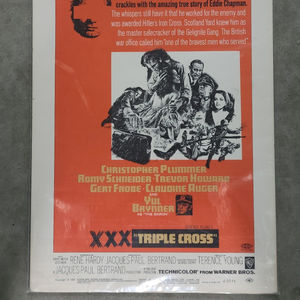 crackles with the amazing true story of Eddie Chapman.
The whispers still have it that he worked for the enemy and
was awarded Hitler's Iron Cross. Scotland Yard knew him as
the master safecracker of the Gelignite Gang. The British
war office called him "one of the bravest men who served".
CHRISTOPHER PLUMMER
ROMY SCHNEIDER · TREVOR HOWARD
GERT FROBE · CLAUDINE AUGER
AND
YUL
BRYNNER
AS "THE BARON"
XXX "TRIPLE CROSS"
RENÉ HARDY JACQUES-PAUL BERTRAND TERENCE YOUNG
JACQUES PAUL BERTRAND TECHNICOLOR® FROM WARNER BROS.